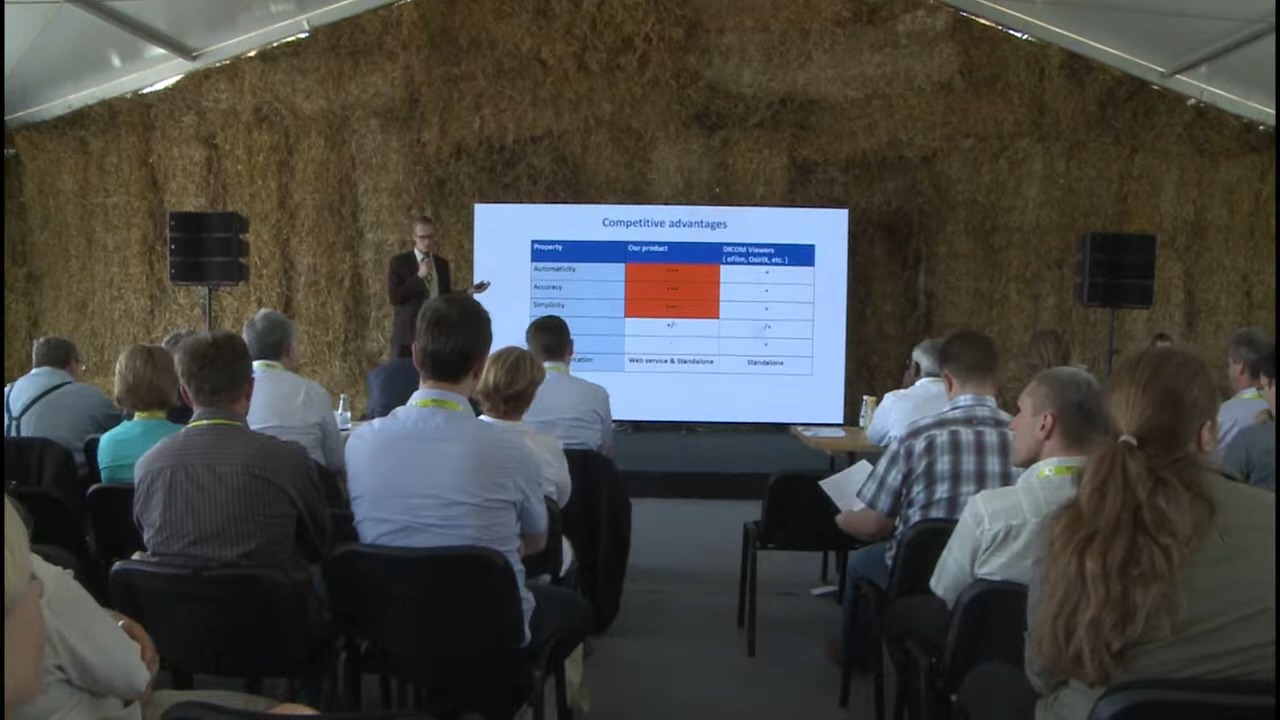 Competitive advantages
Property Our product DICOM Viewers
( eFilm, OsiriX, etc. )
Automaticity +++ +
Accuracy +++ +
Simplicity +++ +
+/- -/+
- +
Web service & Standalone Standalone